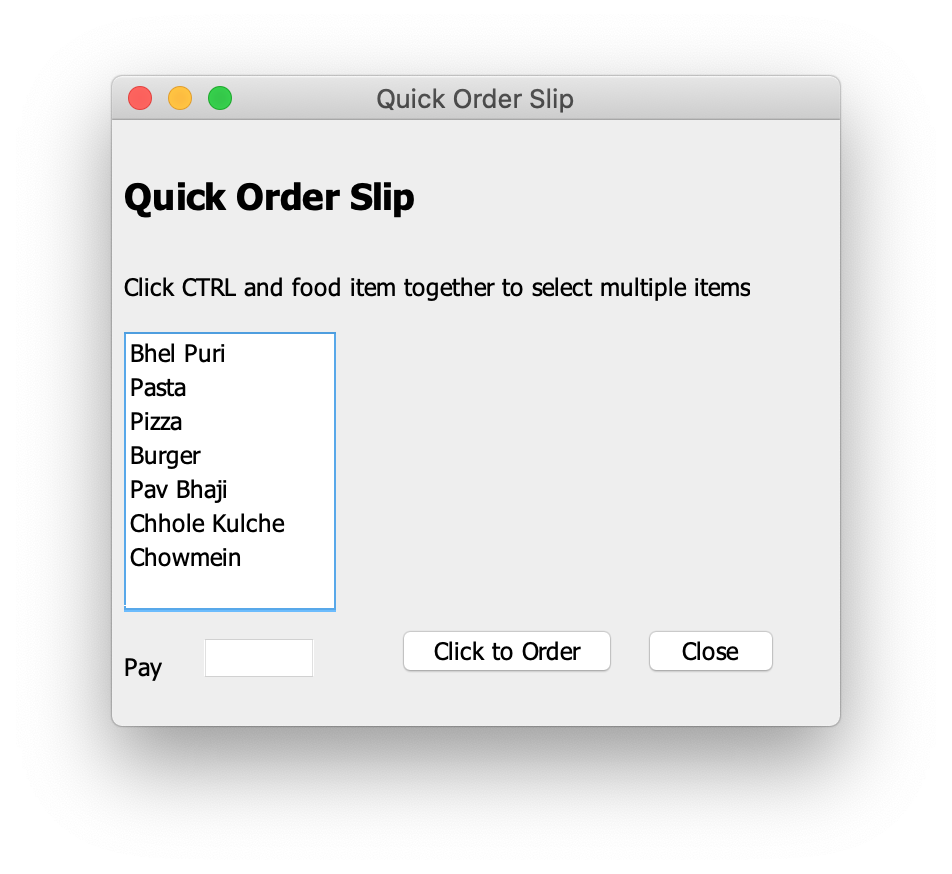 Quick Order Slip
Quick Order Slip
Click CTRL and food item together to select multiple items
Bhel Puri
Pasta
Pizza
Burger
Pav Bhaji
Chhole Kulche
Chowmein
Pay
Click to Order
Close